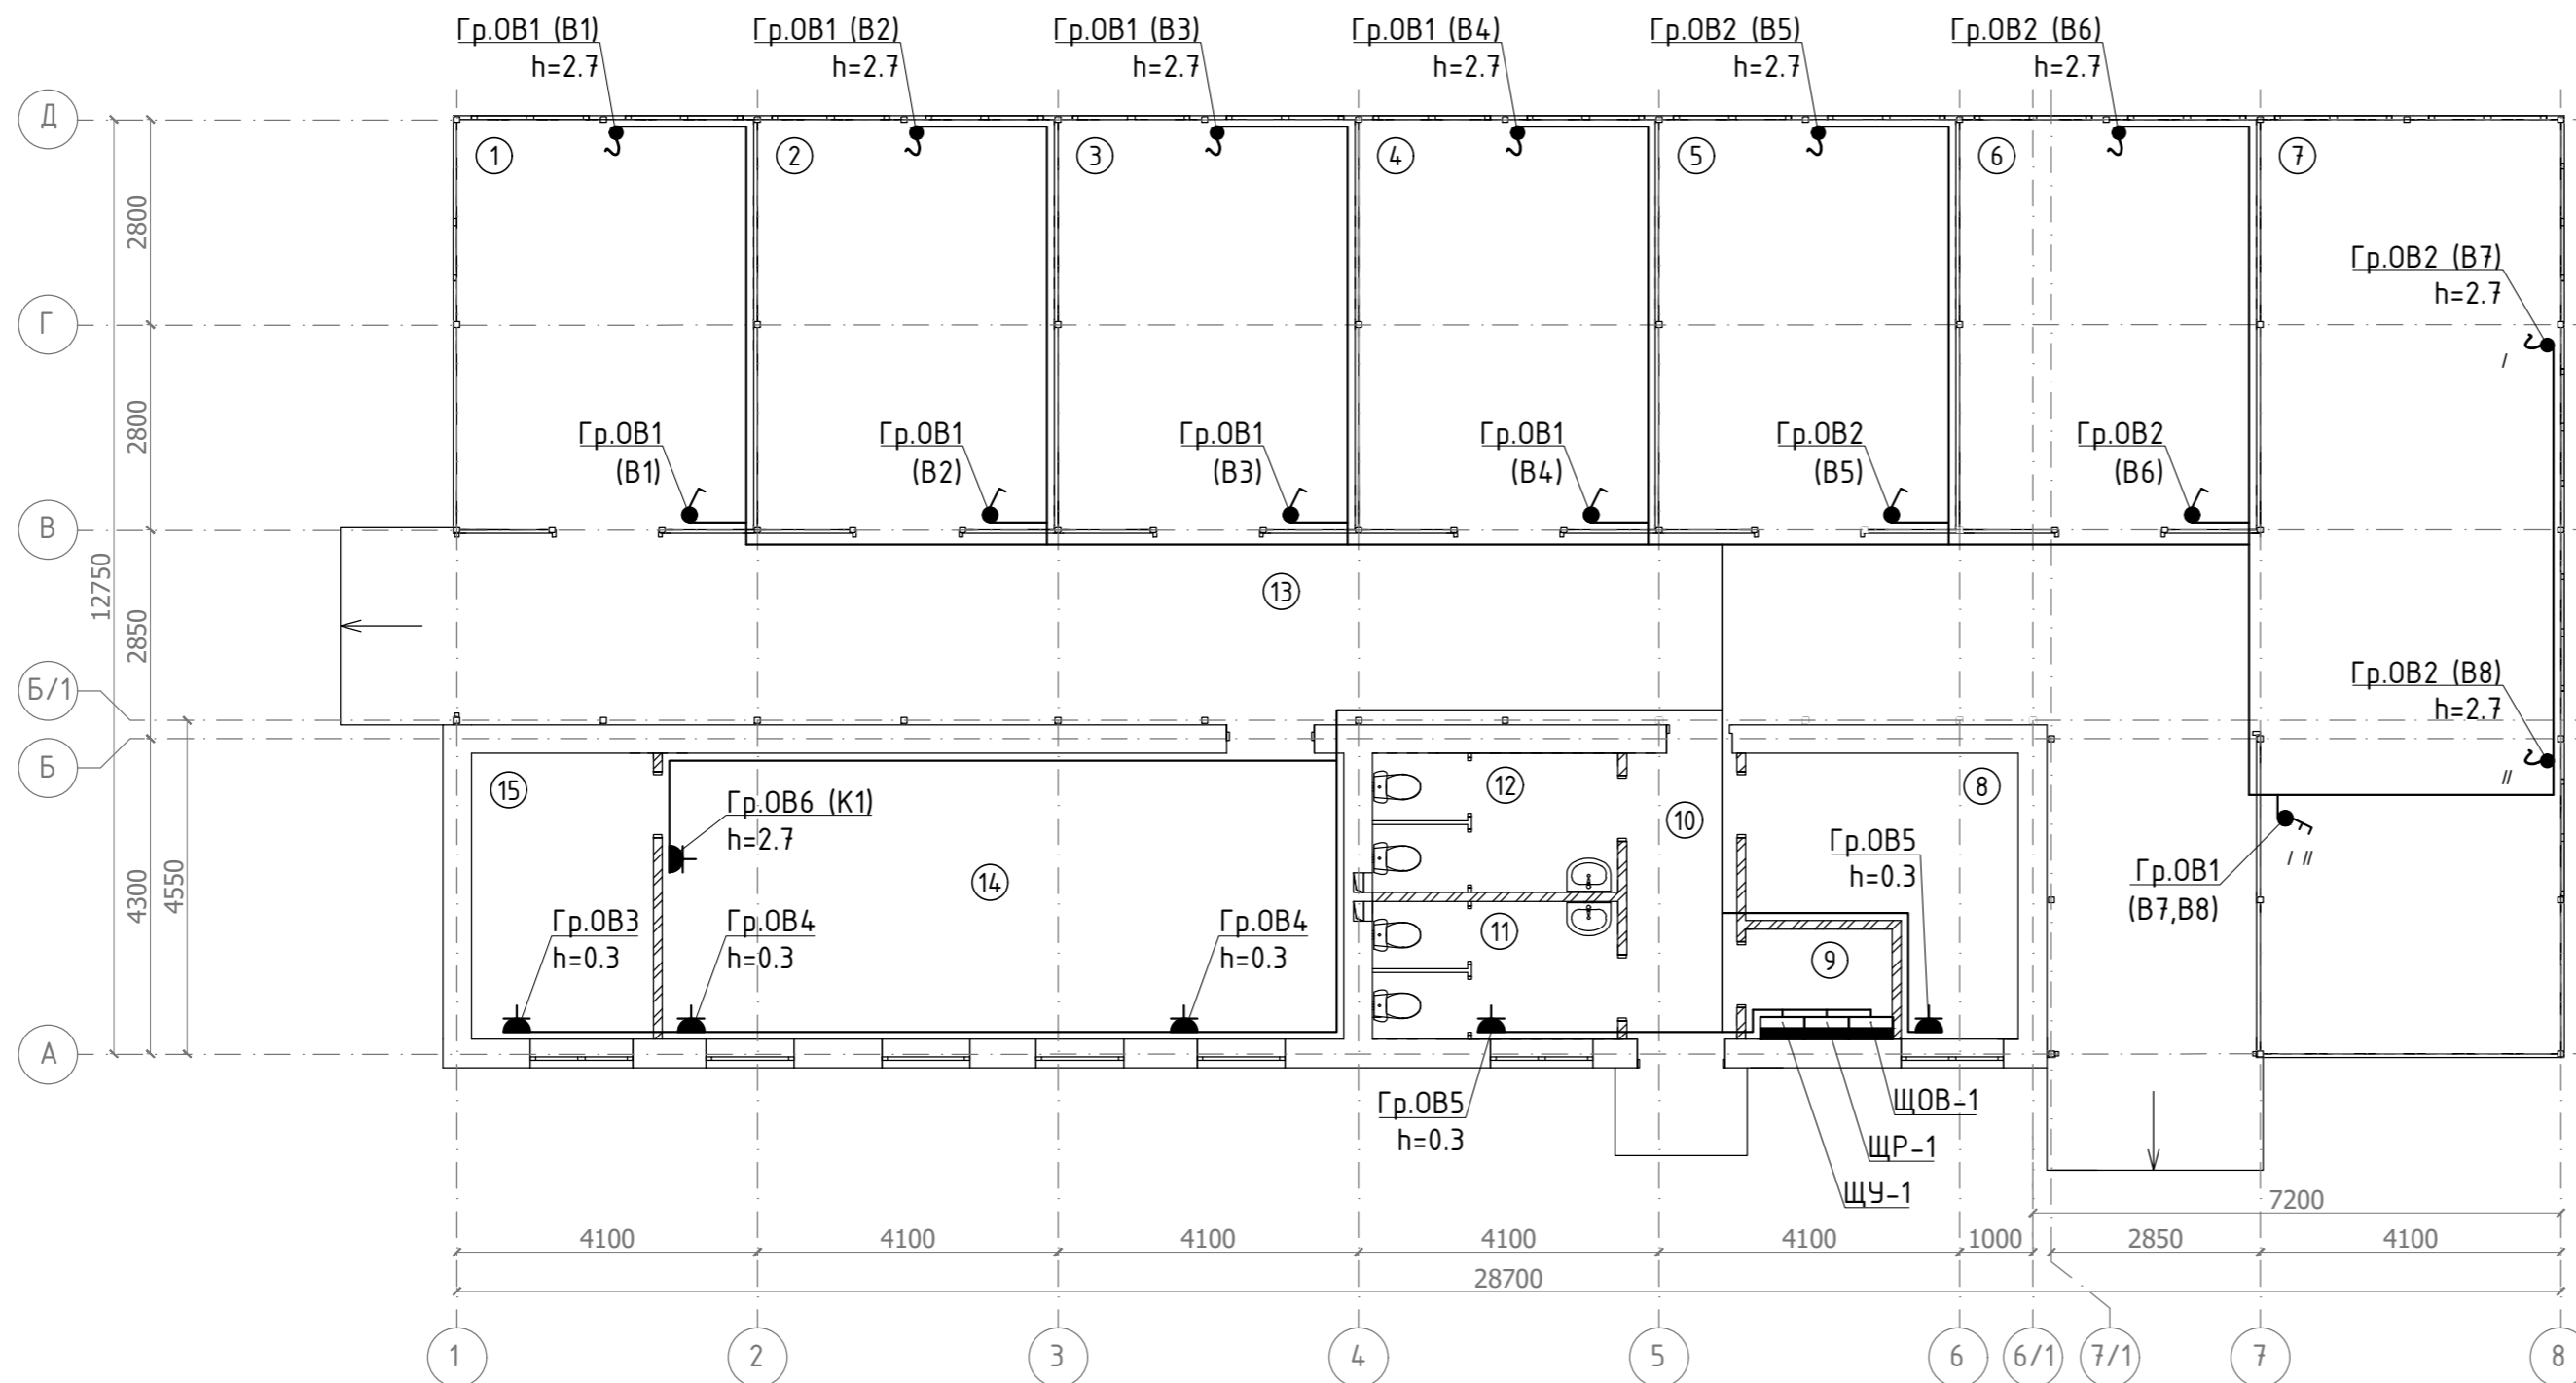 Гр.ОВ1 (В1)
h=2.7
Гр.ОВ1 (В2)
h=2.7
Гр.ОВ1 (В3)
h=2.7
Гр.ОВ1 (В4)
h=2.7
Гр.ОВ2 (В5)
h=2.7
Гр.ОВ2 (В6)
h=2.7
Д
1
2
3
4
5
6
7
2800
Гр.ОВ2 (В7)
h=2.7
Г
/
2800
Гр.ОВ1
(В1)
Гр.ОВ1
(В2)
Гр.ОВ1
(В3)
Гр.ОВ1
(В4)
Гр.ОВ2
(В5)
Гр.ОВ2
(В6)
В
12750
2850
13
Б/1
Гр.ОВ2 (В8)
h=2.7
//
Б
15
Гр.ОВ6 (К1)
h=2.7
12
10
8
Гр.ОВ5
h=0.3
/ //
14
Гр.ОВ1
(В7,В8)
4300
4550
Гр.ОВ3
h=0.3
Гр.ОВ4
h=0.3
Гр.ОВ4
h=0.3
11
9
А
Гр.ОВ5
h=0.3
ЩОВ-1
ЩР-1
ЩУ-1
7200
4100
4100
4100
4100
4100
1000
2850
4100
28700
1
2
3
4
5
6
6/1
7/1
7
8